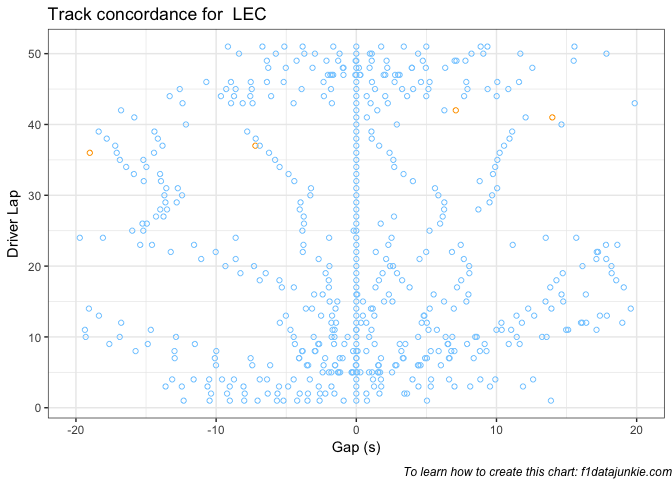 Track concordance for  LEC
50
40
30
20
10
0
Driver Lap
-20
-10
0
10
20
Gap (s)
To learn how to create this chart: f1datajunkie.com